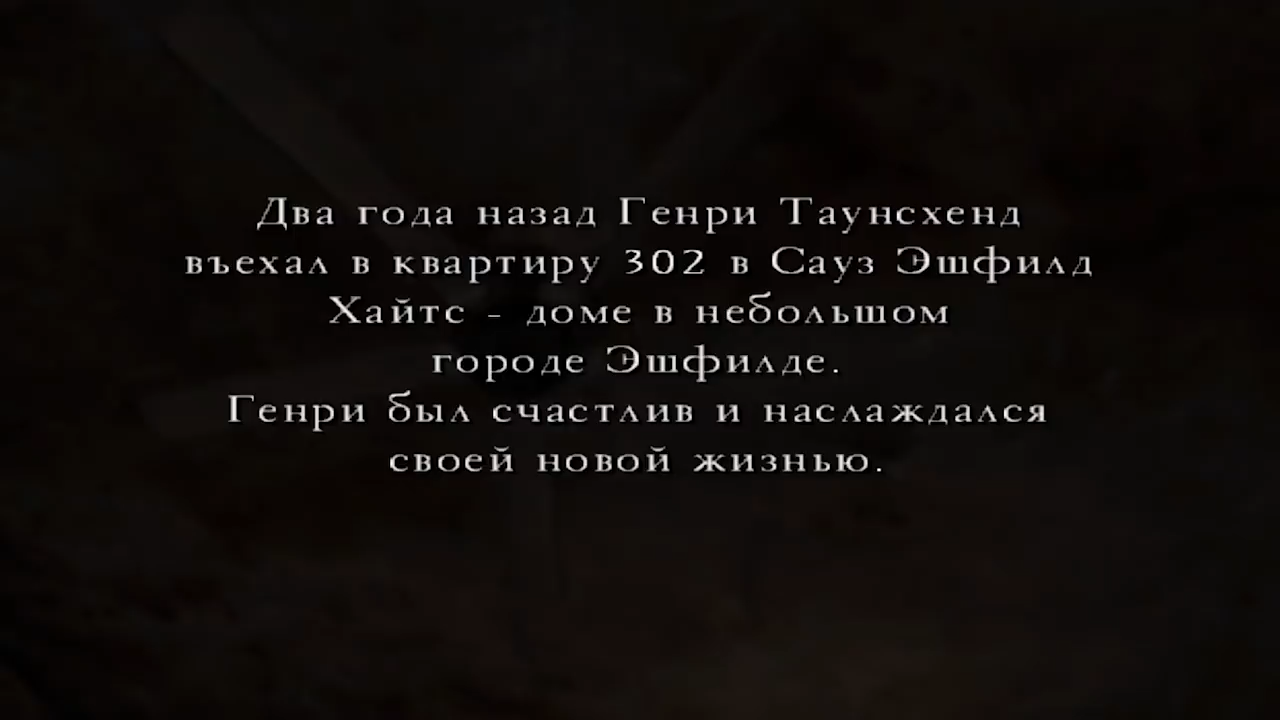 Два года назад Генри Таунсхенд
въехал в квартиру 302 в Сауз Эшфилд
Хайтс - доме в небольшом
городе Эшфилде.
Генри был счастлив и наслаждался
своей новой жизнью.